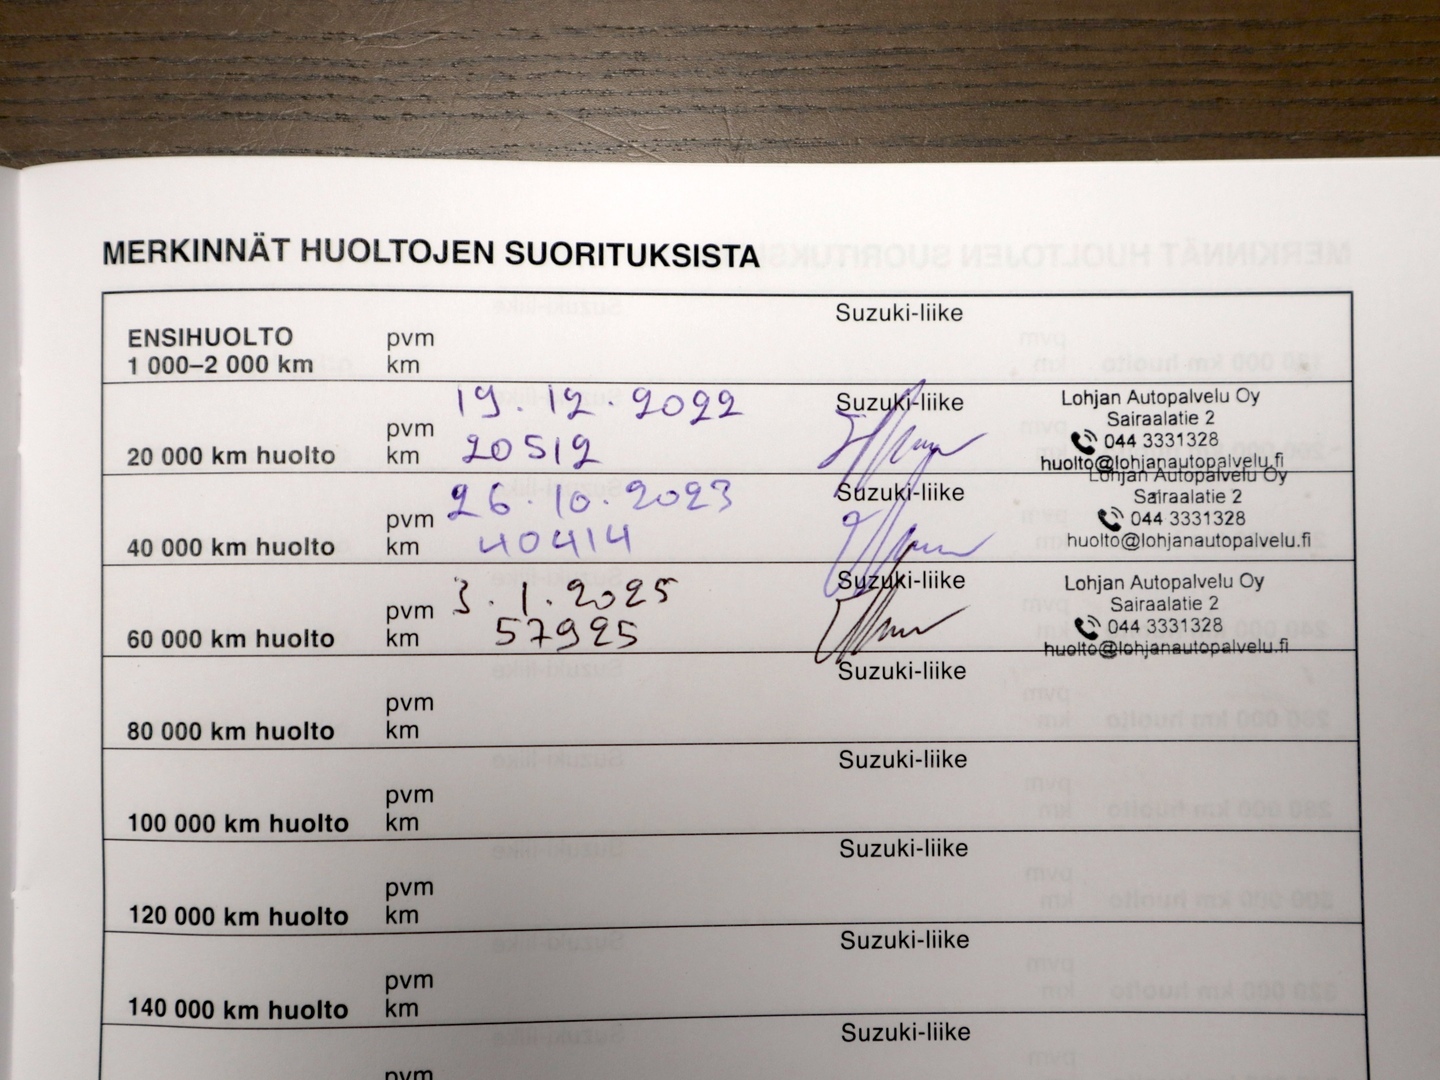 MERKINNÄT HUOLTOJEN SUORITUKSISTA
Suzuki-liike
ENSIHUOLTO pvm
1 000–2 000 km km
19.12.2022 Suzuki-liike Lohjan Autopalvelu Oy
Sairaalatie 2
pvm
044 3331328
20 000 km huolto km 20512
huolto@lohjanautopalvelu.fi
26.10.2023 Suzuki-liike Lohjan Autopalvelu Oy
Sairaalatie 2
pvm
044 3331328
40 000 km huolto km 40414
huolto@lohjanautopalvelu.fi
3.1.2025 Suzuki-liike Lohjan Autopalvelu Oy
Sairaalatie 2
pvm
044 3331328
60 000 km huolto km 57925
huolto@lohjanautopalvelu.fi
Suzuki-liike
pvm
80 000 km huolto km
Suzuki-liike
pvm
100 000 km huolto km
Suzuki-liike
pvm
120 000 km huolto km
Suzuki-liike
pvm
140 000 km huolto km
Suzuki-liike
pvm